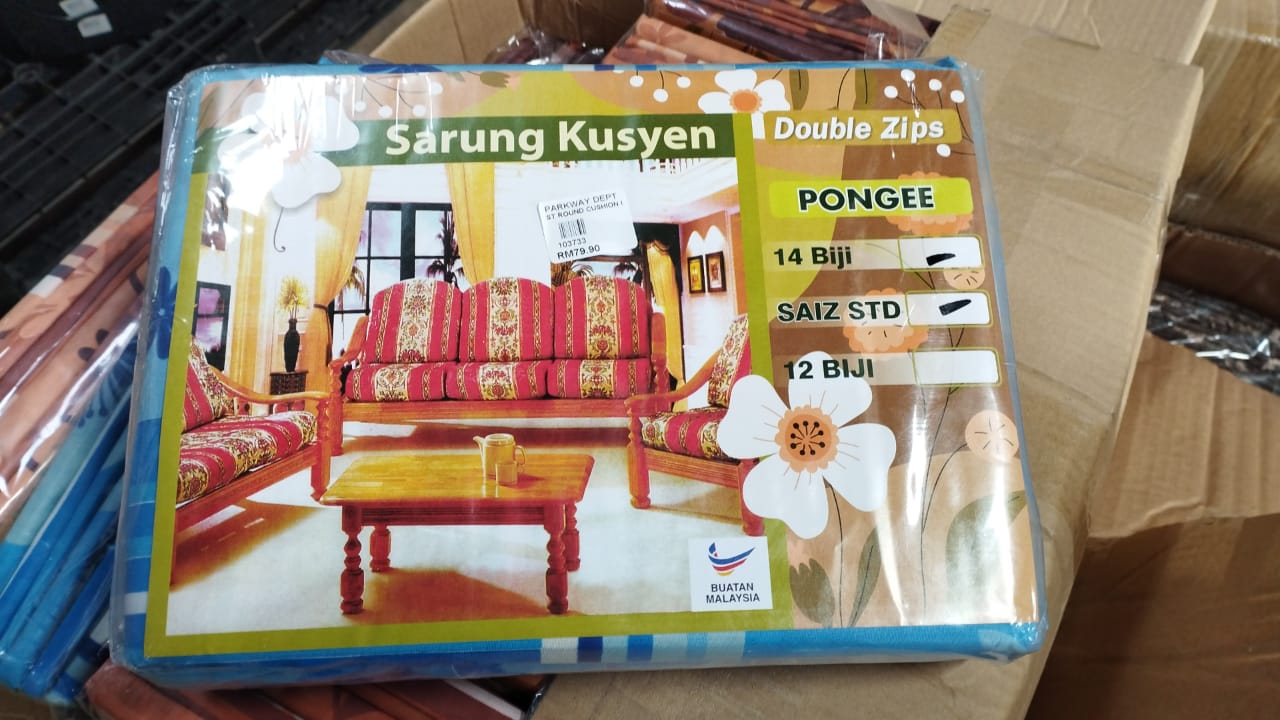 Sarung Kusyen
Double Zips
PONGEE
14 Biji
SAIZ STD
12 BIJI
PARKWAY DEPT
ST ROUND CUSHION
103733
RM79.90
BUATAN
MALAYSIA